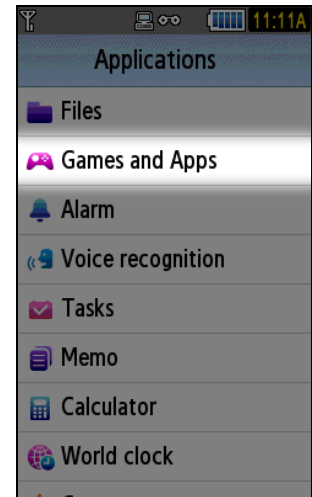 11:11A
Applications
Files
Games and Apps
Alarm
Voice recognition
Tasks
Memo
Calculator
World clock